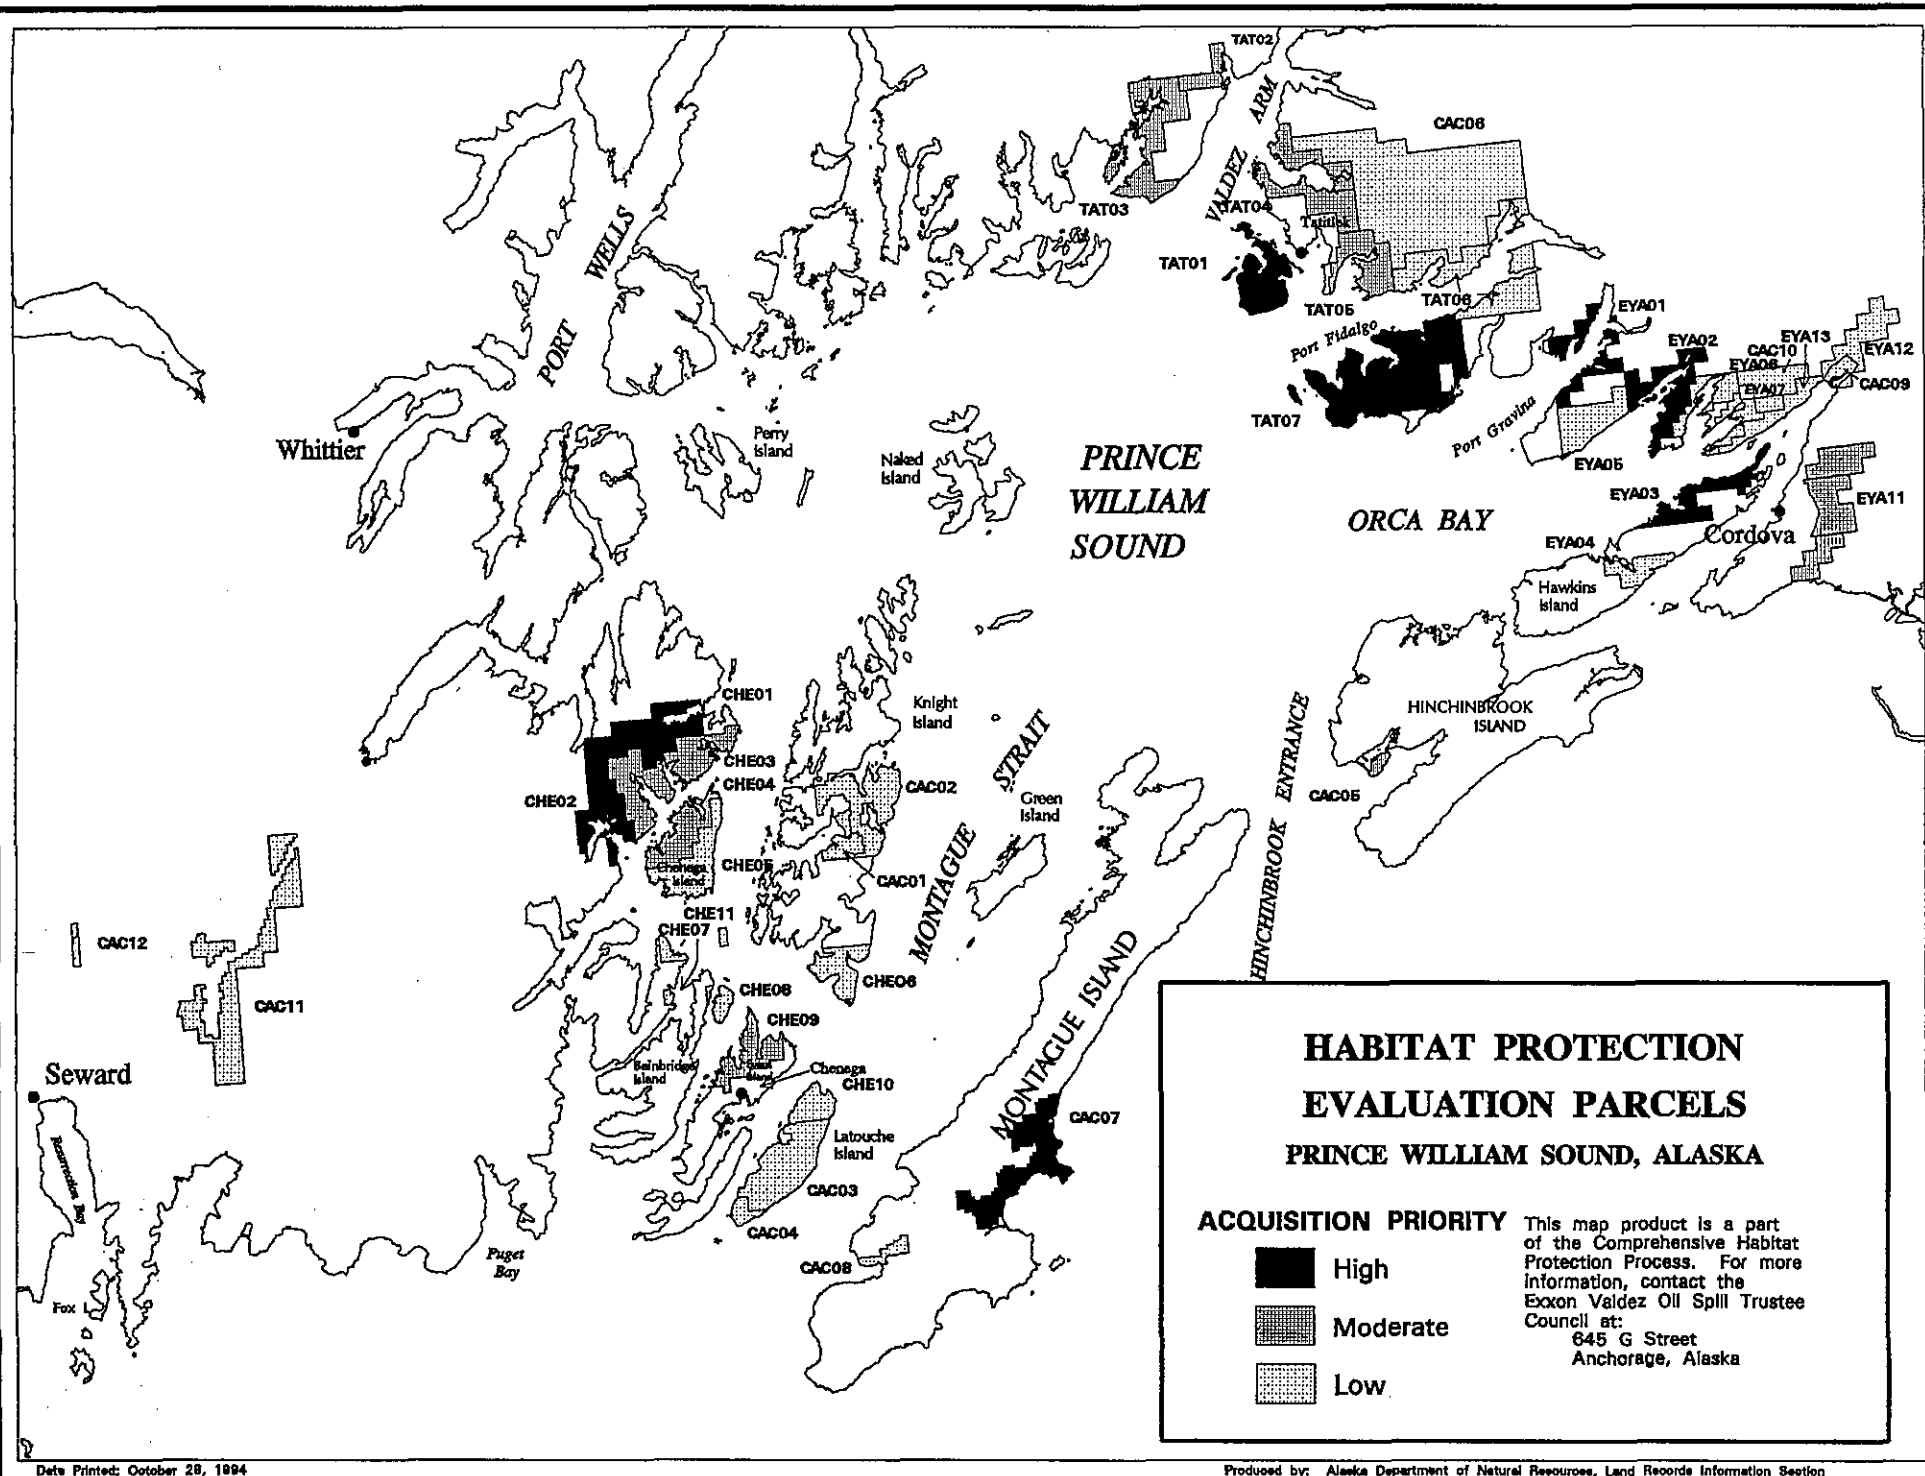 TAT02
VALDEZ ARM
CAC06
TAT03
TAT04
Tatitlek
TAT01
PORT WELLS
TAT05
TAT06
EYA01
Port Fidalgo
EYA02
EYA13
CAC10
EYA12
EYA06
EYA07
CAC09
TAT07
Port Gravina
Whittier
Perry
Island
Naked
Island
PRINCE
WILLIAM
SOUND
EYA05
EYA03
EYA11
ORCA BAY
Cordova
EYA04
Hawkins
Island
CHE01
Knight
Island
HINCHINBROOK
ISLAND
CHE03
CHE04
CHE02
CAC02
MONTAGUE STRAIT
Green
Island
HINCHINBROOK ENTRANCE
CAC05
CHE05
Chenega
Island
CAC01
CHE11
CHE07
CAC12
CAC11
CHE06
CHE08
CHE09
MONTAGUE ISLAND
Bainbridge
Island
Chenega
CHE10
Seward
Resurrection Bay
Latouche
Island
CAC07
CAC03
CAC04
Puget
Bay
CAC08
Fox I.
HABITAT PROTECTION
EVALUATION PARCELS
PRINCE WILLIAM SOUND, ALASKA
ACQUISITION PRIORITY
High
Moderate
Low
This map product is a part
of the Comprehensive Habitat
Protection Process. For more
information, contact the
Exxon Valdez Oil Spill Trustee
Council at:
645 G Street
Anchorage, Alaska
Date Printed: October 28, 1994
Produced by: Alaska Department of Natural Resources, Land Records Information Section